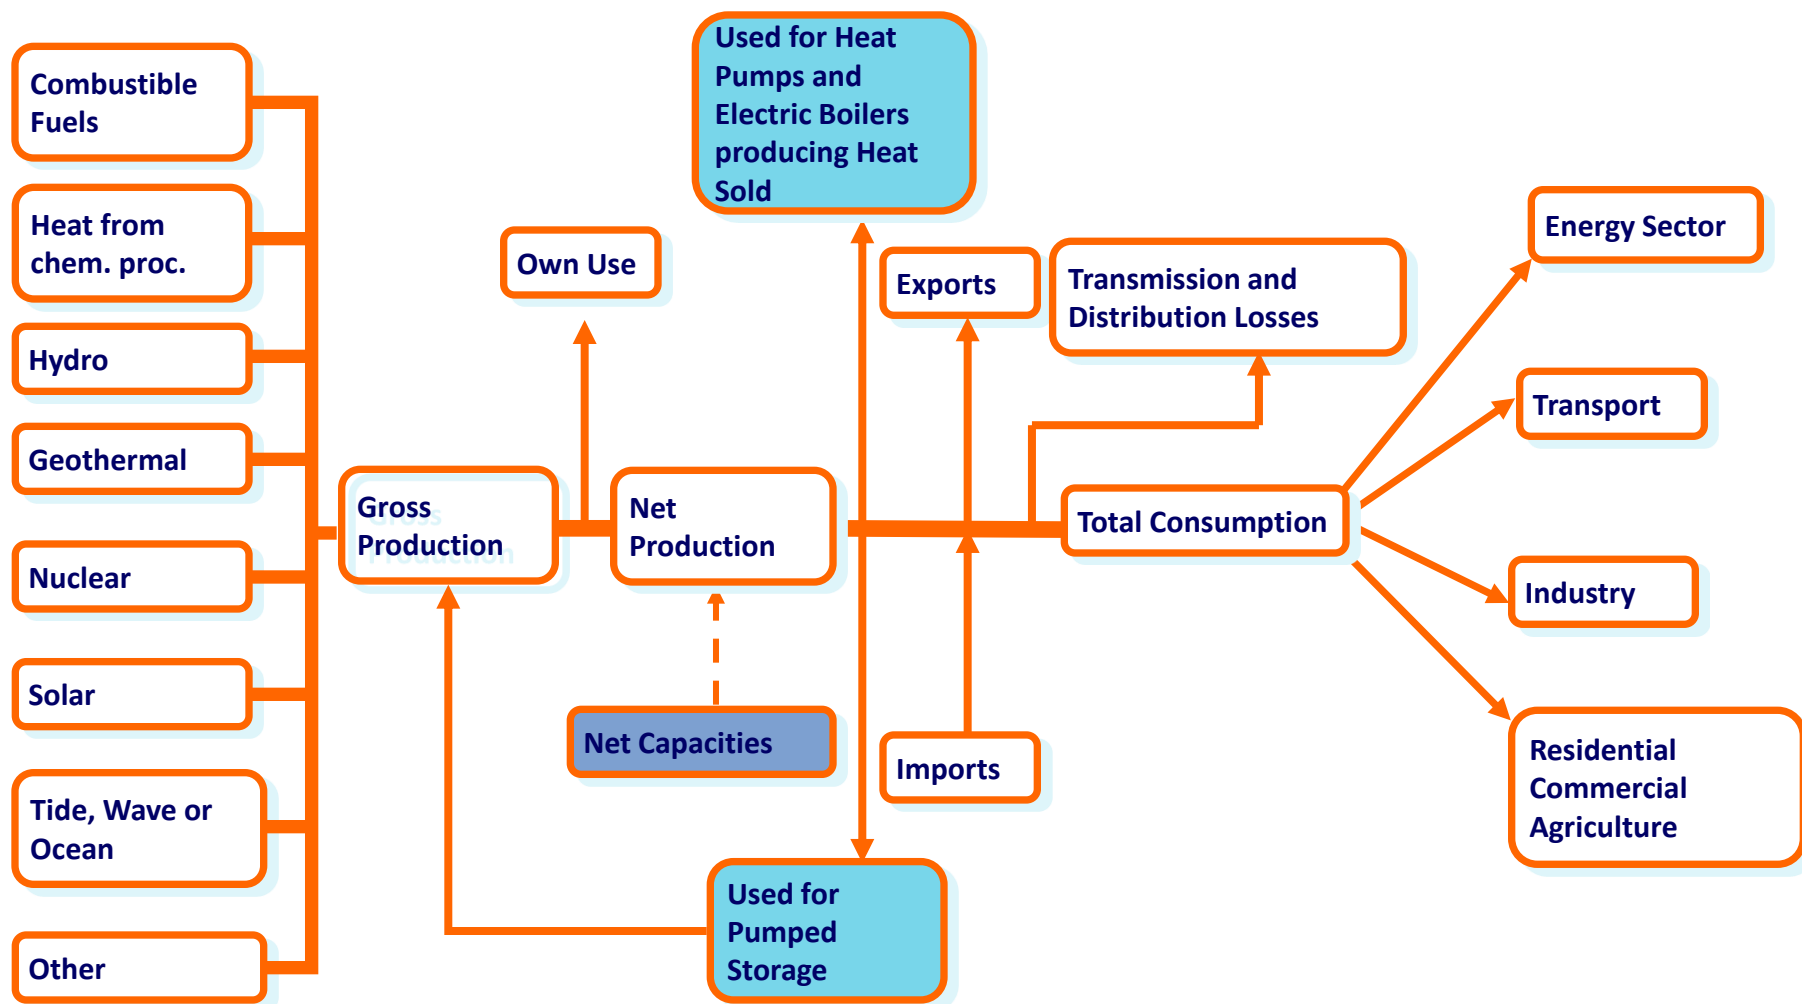 Combustible
Fuels
Heat from
chem. proc.
Hydro
Geothermal
Nuclear
Solar
Tide, Wave or
Ocean
Other
Gross
Production
Gross
Production
Own Use
Net
Production
Net Capacities
Used for Heat
Pumps and
Electric Boilers
producing Heat
Sold
Used for
Pumped
Storage
Exports
Imports
Transmission and
Distribution Losses
Total Consumption
Energy Sector
Transport
Industry
Residential
Commercial
Agriculture